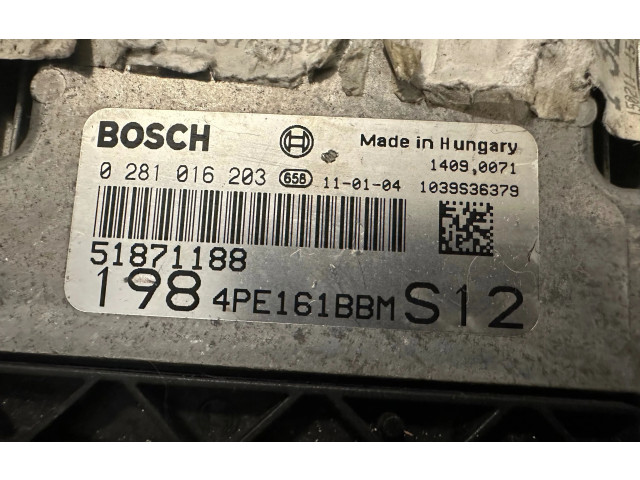 BOSCH
Made in Hungary
1409,0071
0 281 016 203 658 11-01-04 1039S36379
51871188
198 4PE161BBM S12